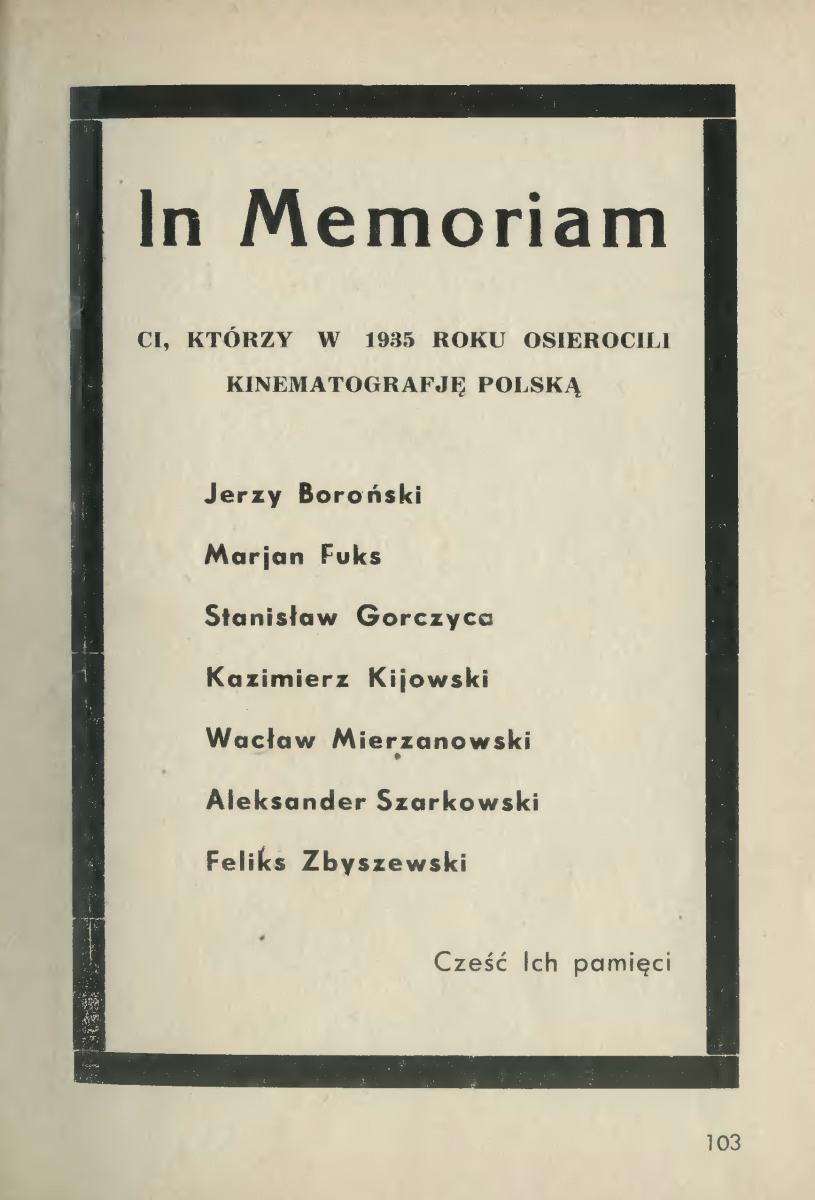 In Memoriam
CI, KTÓRZY W 1935 ROKU OSIEROCILI
KINEMATOGRAFJĘ POLSKĄ
Jerzy Boroński
Marjan Fuks
Stanisław Gorczyca
Kazimierz Kijowski
Wacław Mierzanowski
Aleksander Szarkowski
Feliks Zbyszewski
Cześć Ich pamięci
103